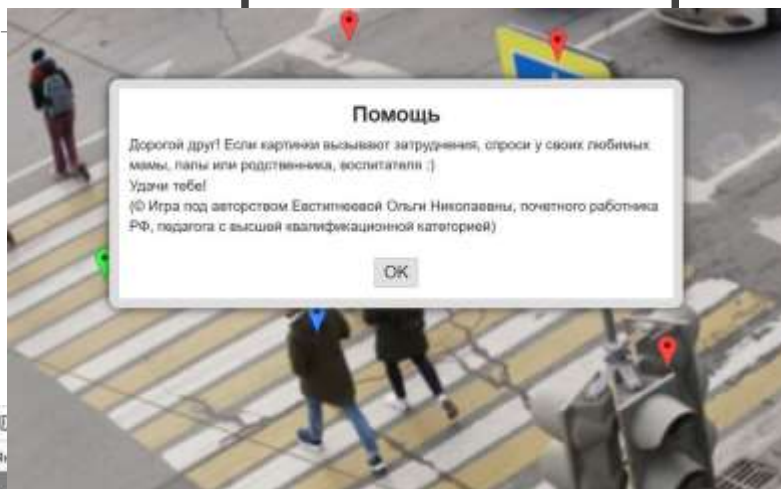 Помощь
Дорогой друг! Если картинки вызывают затруднения, спроси у своих любимых
мамы, папы или родственника, воспитателя :)
Удачи тебе!
(© Игра под авторством Евстигнеевой Ольги Николаевны, почетного работника
РФ, педагога с высшей квалификационной категорией)
OK